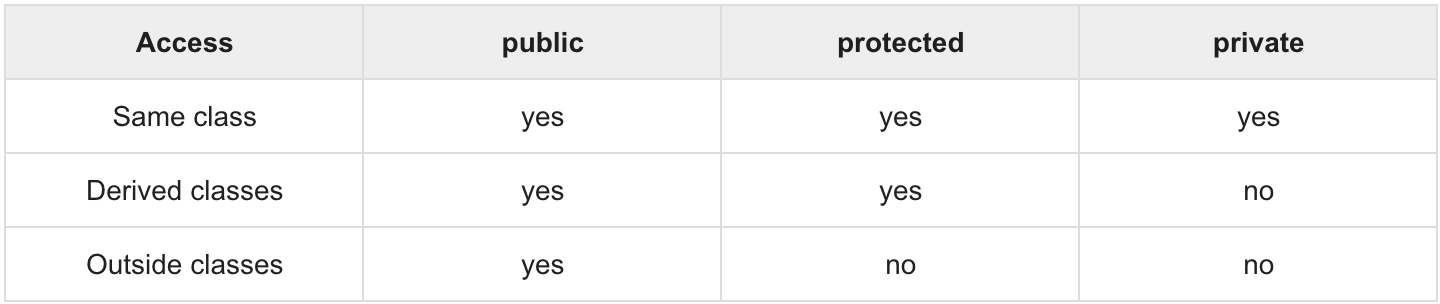 Access public protected private
Same class yes yes yes
Derived classes yes yes no
Outside classes yes no no